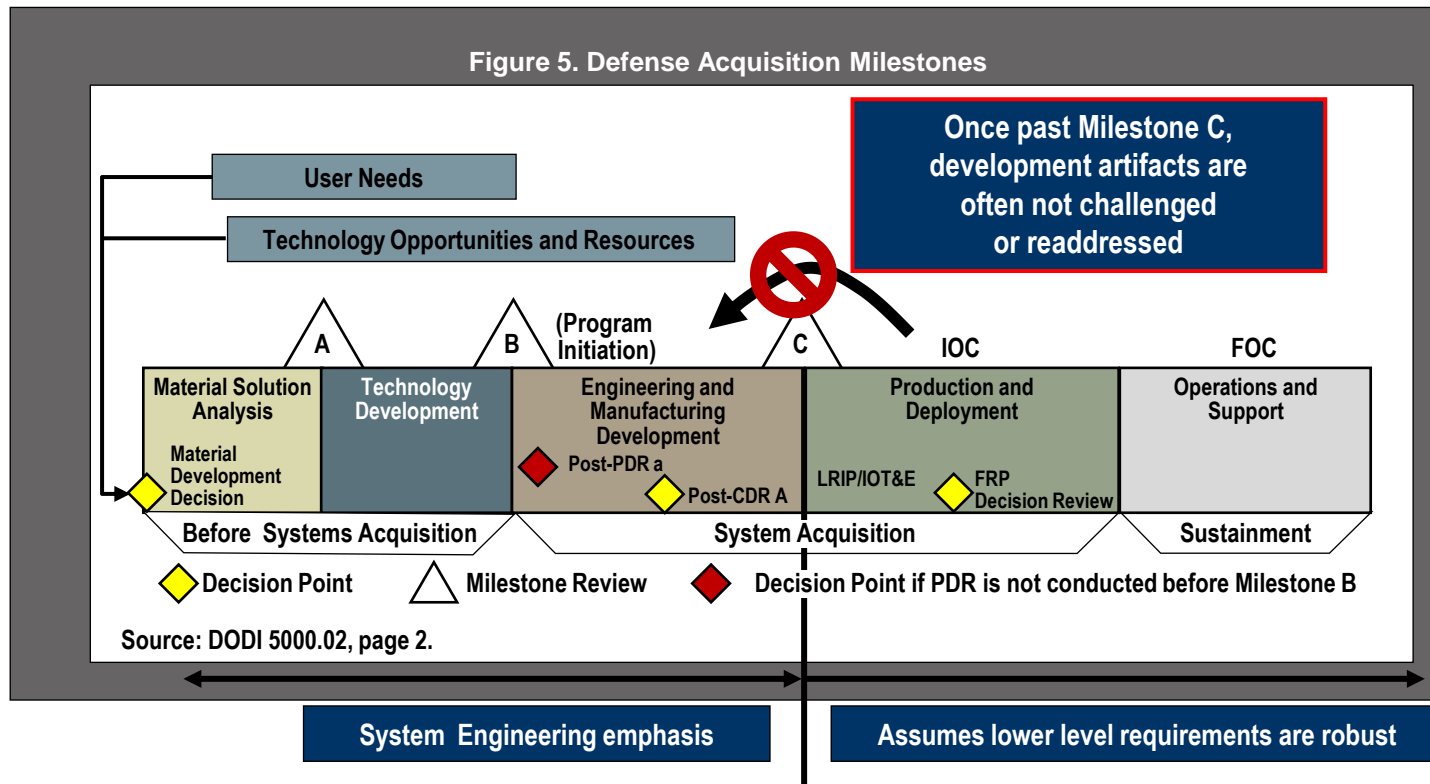 Figure 5. Defense Acquisition Milestones
Once past Milestone C,
development artifacts are
often not challenged
or readdressed
User Needs
Technology Opportunities and Resources
A
B
(Program
Initiation)
C
IOC
FOC
Material Solution
Analysis
Technology
Development
Engineering and
Manufacturing
Development
Production and
Deployment
Operations and
Support
Material
Development
Decision
Post-PDR a
Post-CDR A
LRIP/IOT&E
FRP
Decision Review
Before Systems Acquisition
System Acquisition
Sustainment
Decision Point
Milestone Review
Decision Point if PDR is not conducted before Milestone B
Source: DODI 5000.02, page 2.
System Engineering emphasis
Assumes lower level requirements are robust